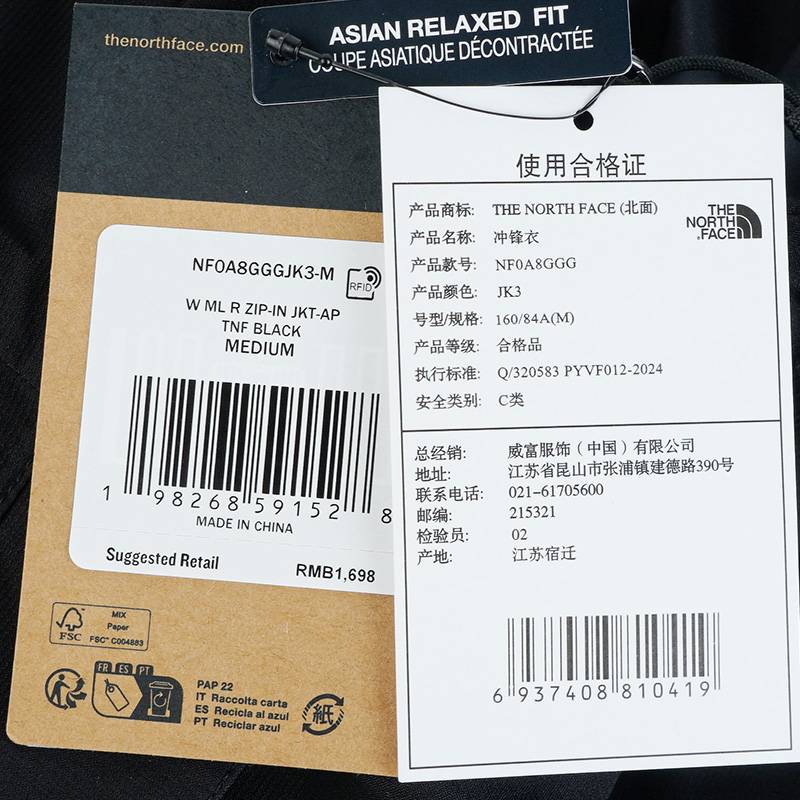 thenorthface.com
ASIAN RELAXED FIT
COUPE ASIATIQUE DÉCONTRACTÉE
NF0A8GGGJK3-M
RFID
W ML R ZIP-IN JKT-AP
TNF BLACK
MEDIUM
1 98268 59152 8
MADE IN CHINA
Suggested Retail
RMB1,698
FSC
MIX
Paper
FSC™ C004883
FR ES PT
PAP 22
IT Raccolta carta
ES Recicla al azul
PT Reciclar azul
紙
使用合格证
产品商标: THE NORTH FACE (北面)
产品名称: 冲锋衣
产品款号: NF0A8GGG
产品颜色: JK3
号型/规格: 160/84A(M)
产品等级: 合格品
执行标准: Q/320583 PYVF012-2024
安全类别: C类
THE
NORTH
FACE
总经销: 威富服饰（中国）有限公司
地址: 江苏省昆山市张浦镇建德路390号
联系电话: 021-61705600
邮编: 215321
检验员: 02
产地: 江苏宿迁
6 937408 810419